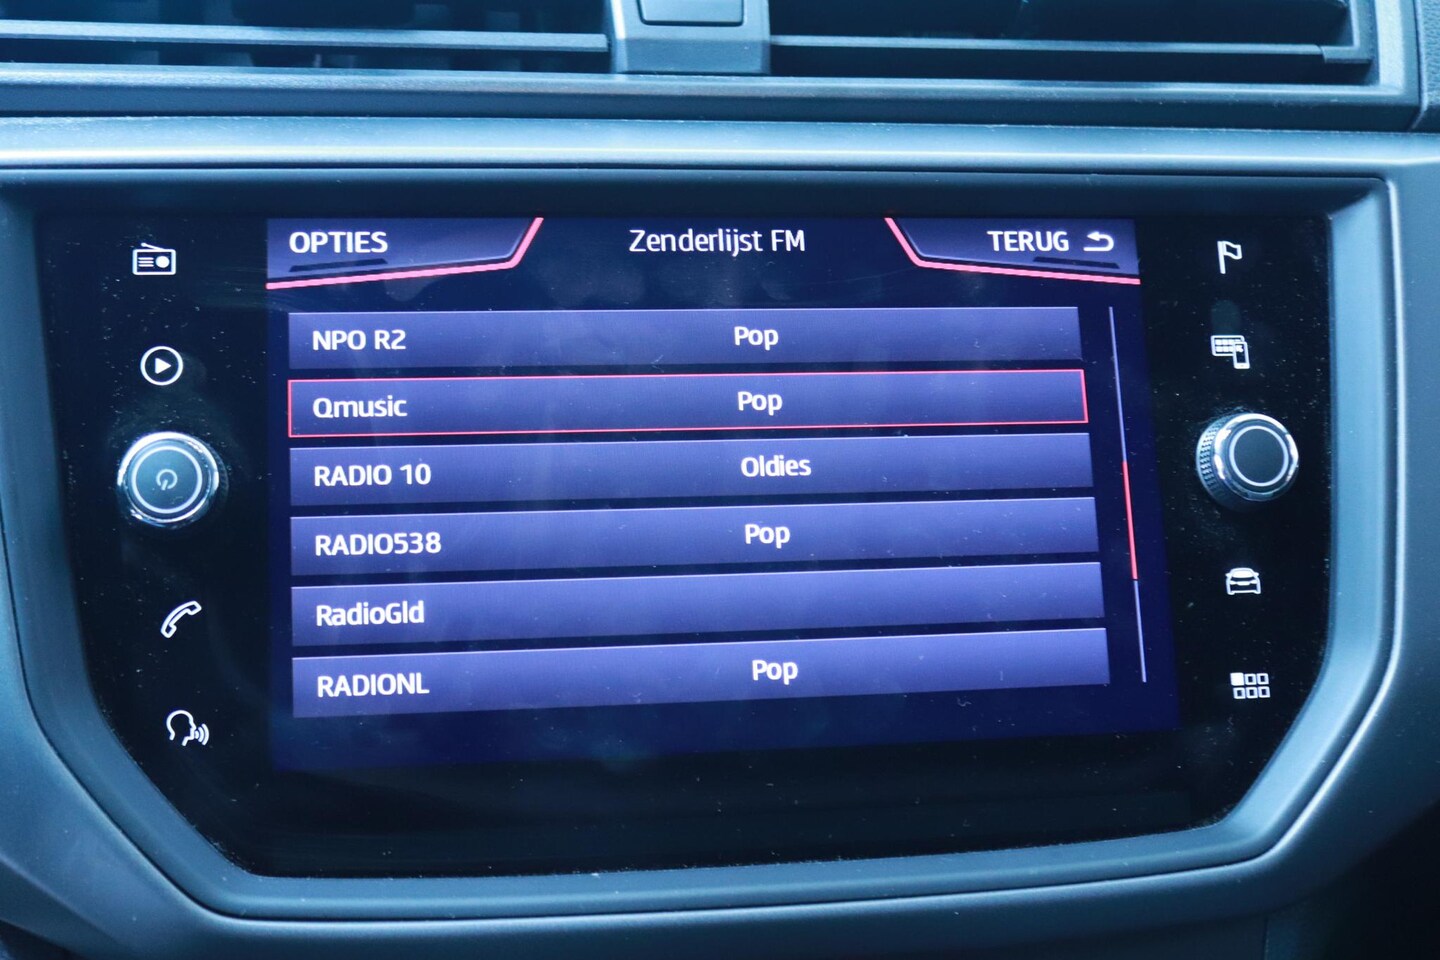 OPTIES Zenderlijst FM TERUG
NPO R2 Pop
Qmusic Pop
RADIO 10 Oldies
RADIO538 Pop
RadioGld
RADIONL Pop